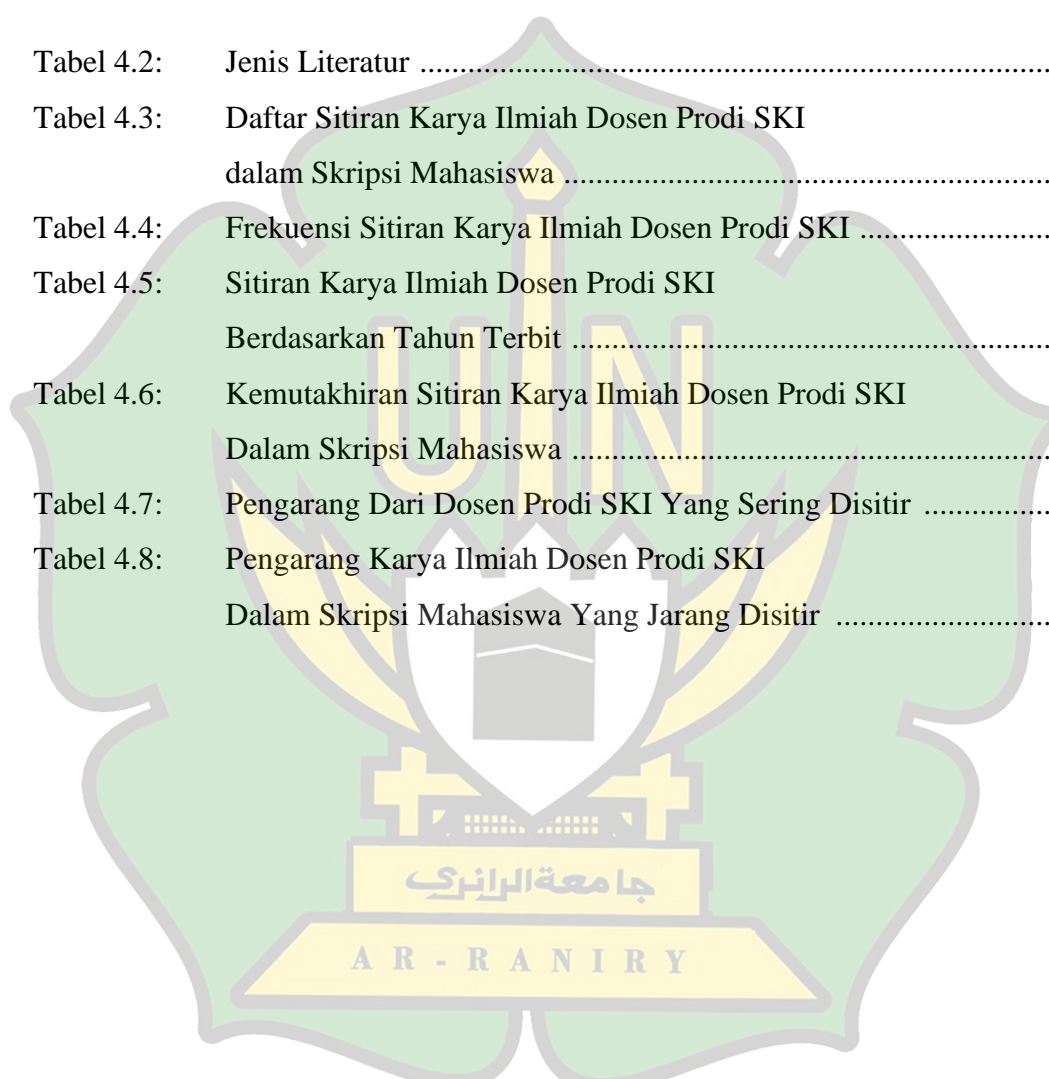 Tabel 4.2: Jenis Literatur ........................................................................................
Tabel 4.3: Daftar Sitiran Karya Ilmiah Dosen Prodi SKI
dalam Skripsi Mahasiswa ....................................................................
Tabel 4.4: Frekuensi Sitiran Karya Ilmiah Dosen Prodi SKI ...........................
Tabel 4.5: Sitiran Karya Ilmiah Dosen Prodi SKI
Berdasarkan Tahun Terbit ...................................................................
Tabel 4.6: Kemutakhiran Sitiran Karya Ilmiah Dosen Prodi SKI
Dalam Skripsi Mahasiswa ...................................................................
Tabel 4.7: Pengarang Dari Dosen Prodi SKI Yang Sering Disitir .................
Tabel 4.8: Pengarang Karya Ilmiah Dosen Prodi SKI
Dalam Skripsi Mahasiswa Yang Jarang Disitir ..............................
UIN
جامعةالرانري
AR-RANIRY